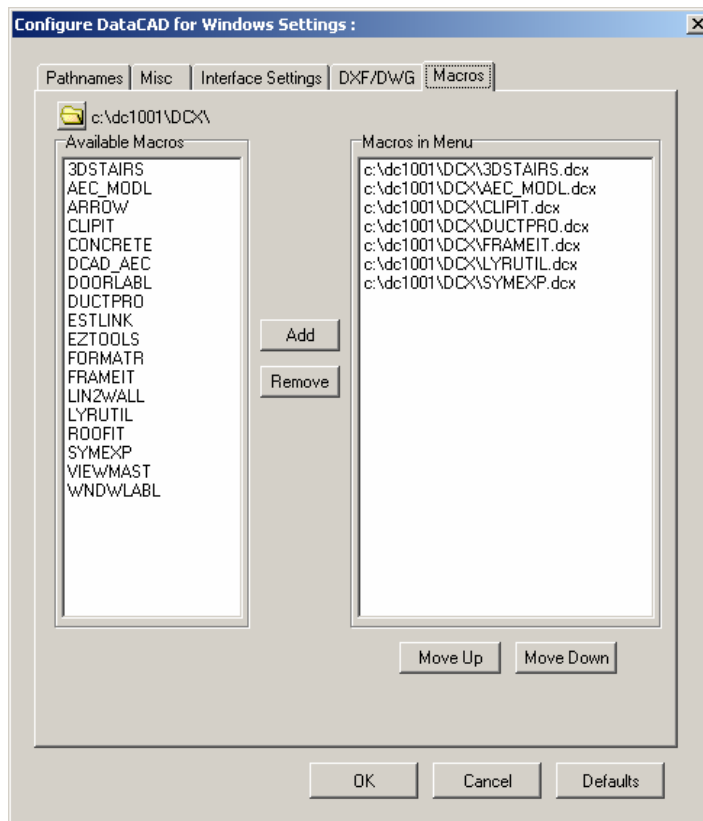 Configure DataCAD for Windows Settings :
Pathnames Misc Interface Settings DXF/DWG Macros
c:\dc1001\DCX\
Available Macros
3DSTAIRS
AEC_MODL
ARROW
CLIPIT
CONCRETE
DCAD_AEC
DOORLABL
DUCTPRO
ESTLINK
EZTOOLS
FORMATR
FRAMEIT
LIN2WALL
LYRUTIL
ROOFIT
SYMEXP
VIEWMAST
WNDWLABL
Add
Remove
Macros in Menu
c:\dc1001\DCX\3DSTAIRS.dcx
c:\dc1001\DCX\AEC_MODL.dcx
c:\dc1001\DCX\CLIPIT.dcx
c:\dc1001\DCX\DUCTPRO.dcx
c:\dc1001\DCX\FRAMEIT.dcx
c:\dc1001\DCX\LYRUTIL.dcx
c:\dc1001\DCX\SYMEXP.dcx
Move Up Move Down
OK Cancel Defaults